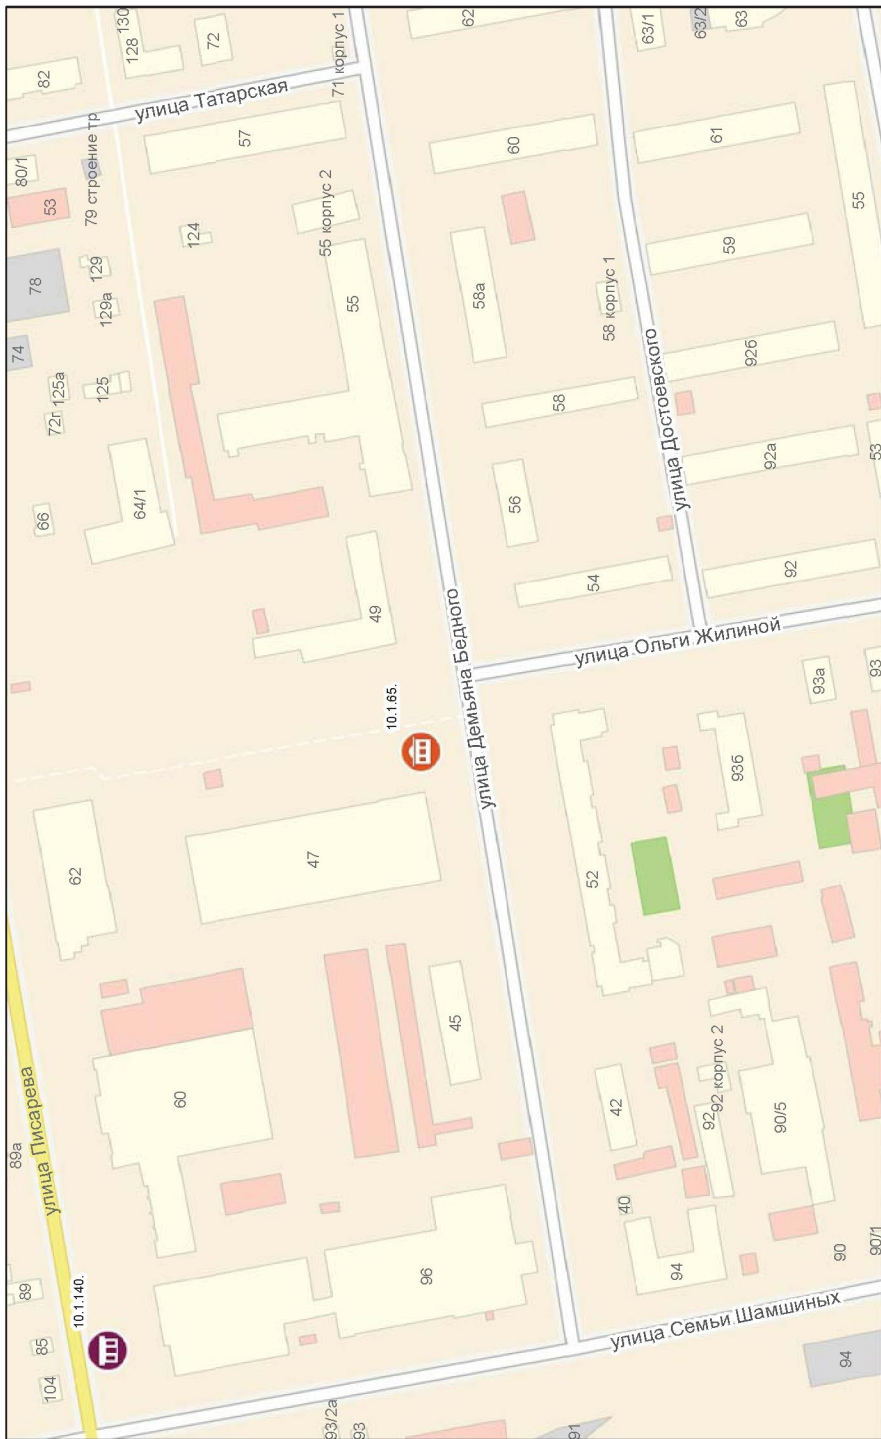 130
128
72
71 корпус 1
62
63/1
63/2
63
82
улица Татарская
79 строение тр
57
60
61
80/1
53
124
55 корпус 2
55
78
129
129а
58а
58 корпус 1
59
55
74
125а
125
72г
58
улица Достоевского
92б
66
64/1
56
92а
53
49
54
92
улица Демьяна Бедного
улица Ольги Жилиной
10.1.65.
93а
93
62
47
52
93б
улица Писарева
89а
60
45
42
92
92 корпус 2
90/5
40
96
94
90
90/1
89
10.1.140.
85
104
улица Семьи Шамшиных
94
93/2а
93
91